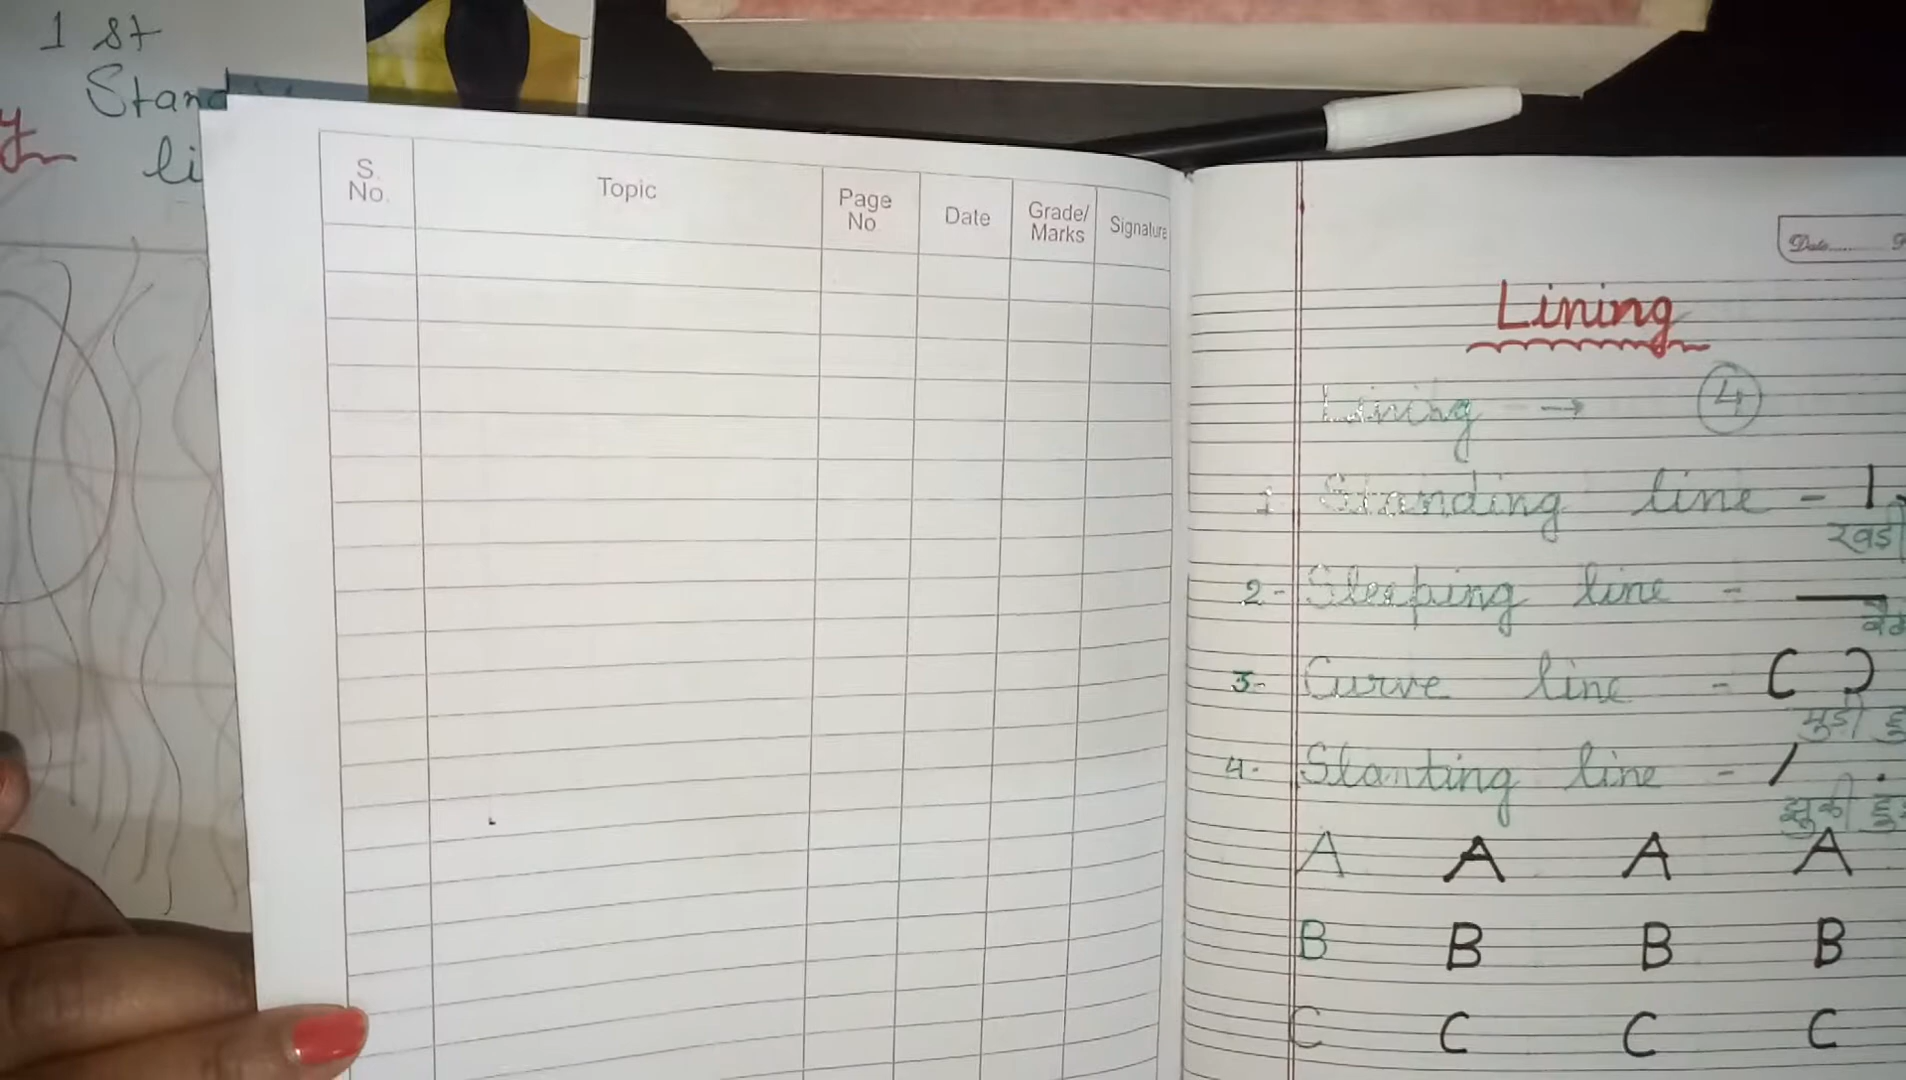 1 st
Stand
li
S. No. Topic Page No Date Grade/ Marks Signature
Date......
Lining
Lining → 4
1 Standing line - |
खड़ी
2- Sleeping line - —
3- Curve line - C Ɔ
मुड़ी
4- Slanting line - /
झुकी
A A A A
B B B B
C C C C